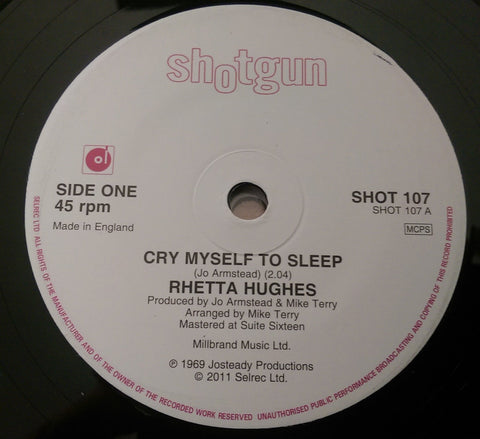 shotgun
SIDE ONE
45 rpm
Made in England
SHOT 107
SHOT 107 A
MCPS
CRY MYSELF TO SLEEP
(Jo Armstead) (2.04)
RHETTA HUGHES
Produced by Jo Armstead & Mike Terry
Arranged by Mike Terry
Mastered at Suite Sixteen
Millbrand Music Ltd.
℗ 1969 Josteady Productions
© 2011 Selrec Ltd.
SELREC LTD ALL RIGHTS OF THE MANUFACTURER AND OF THE OWNER OF THE RECORDED WORK RESERVED UNAUTHORISED PUBLIC PERFORMANCE BROADCASTING AND COPYING OF THIS RECORD PROHIBITED